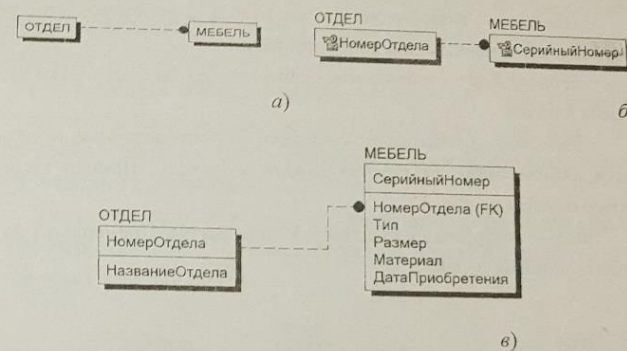 ОТДЕЛ
МЕБЕЛЬ
а)
ОТДЕЛ
НомерОтдела
МЕБЕЛЬ
СерийныйНомер
б
ОТДЕЛ
НомерОтдела
НазваниеОтдела
МЕБЕЛЬ
СерийныйНомер
НомерОтдела (FK)
Тип
Размер
Материал
ДатаПриобретения
в)